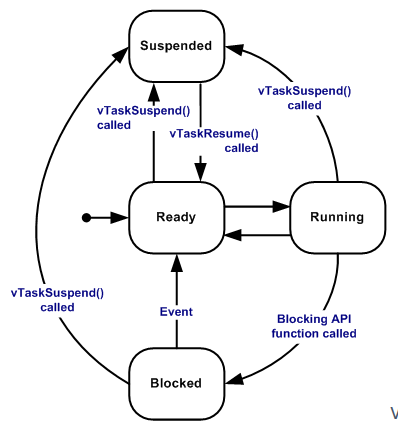 Suspended
vTaskSuspend()
called
vTaskSuspend()
called
vTaskResume()
called
Ready
Running
vTaskSuspend()
called
Event
Blocking API
function called
Blocked
V